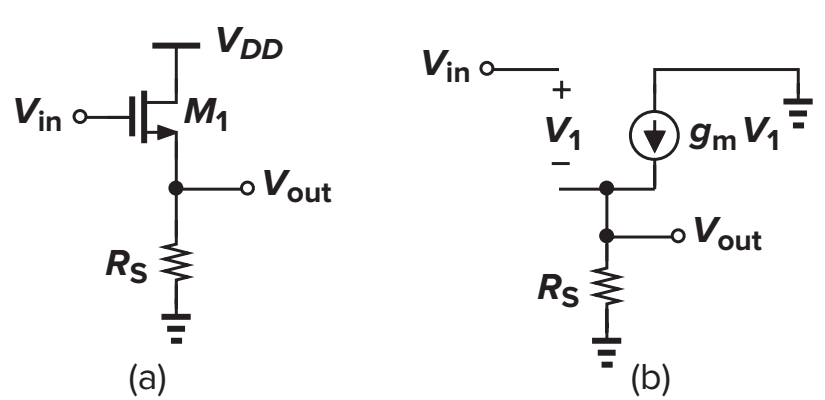 V_DD
V_in
M_1
V_out
R_S
(a)
V_in
+
V_1
−
g_m V_1
V_out
R_S
(b)